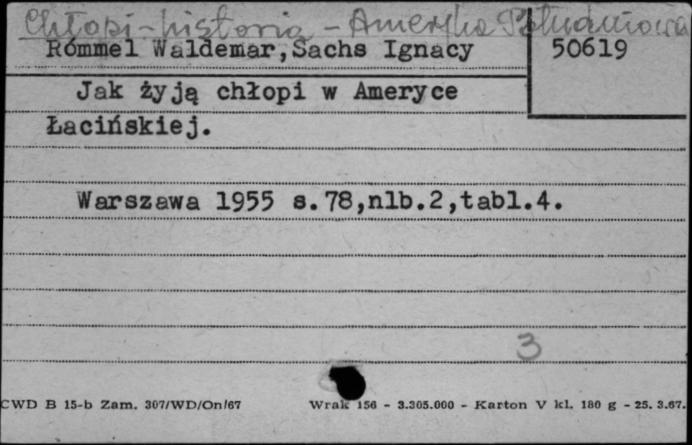 Chłopi - historia - Ameryka Południowa
Rómmel Waldemar,Sachs Ignacy
50619
Jak żyją chłopi w Ameryce
Łacińskiej.
Warszawa 1955 s.78,nlb.2,tabl.4.
3
CWD B 15-b Zam. 307/WD/On/67 Wrak 156 - 3.305.000 - Karton V kl. 180 g - 25. 3.67.